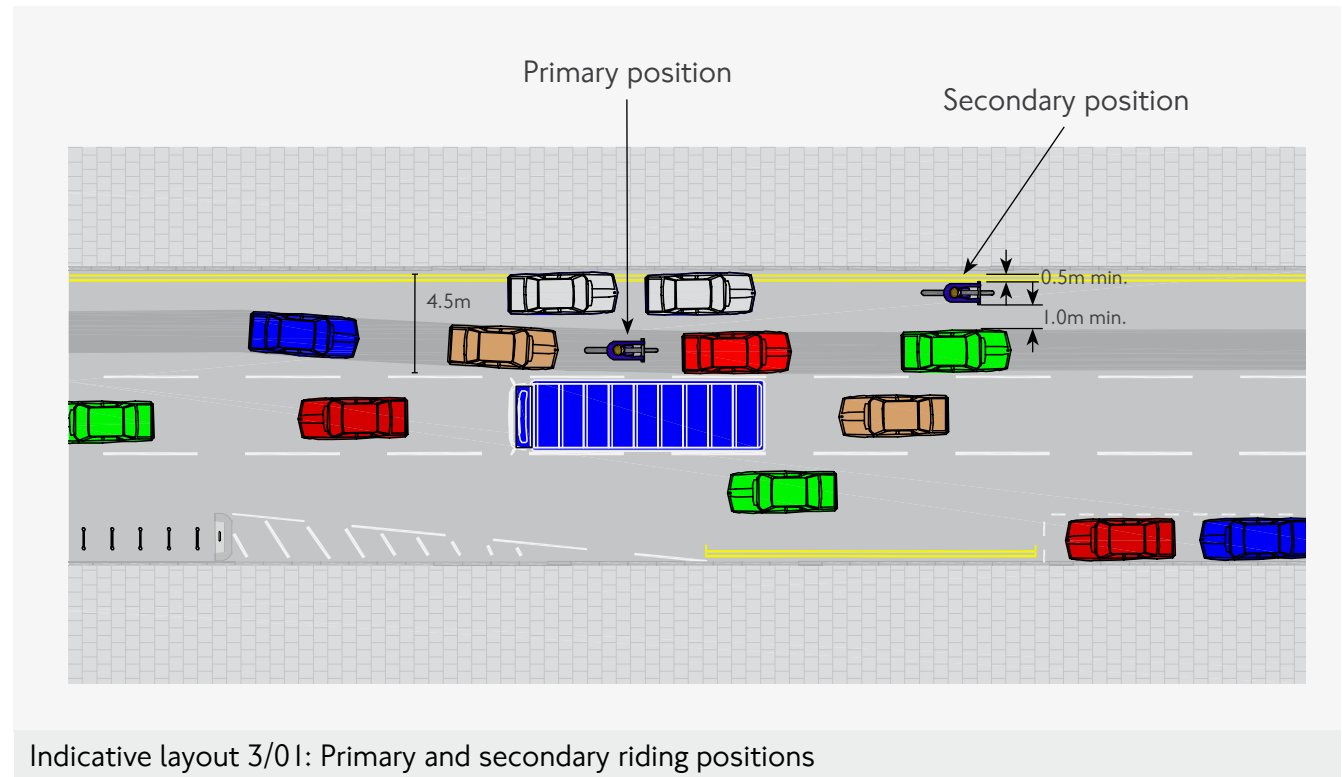 Primary position
Secondary position
0.5m min.
4.5m
1.0m min.
Indicative layout 3/01: Primary and secondary riding positions